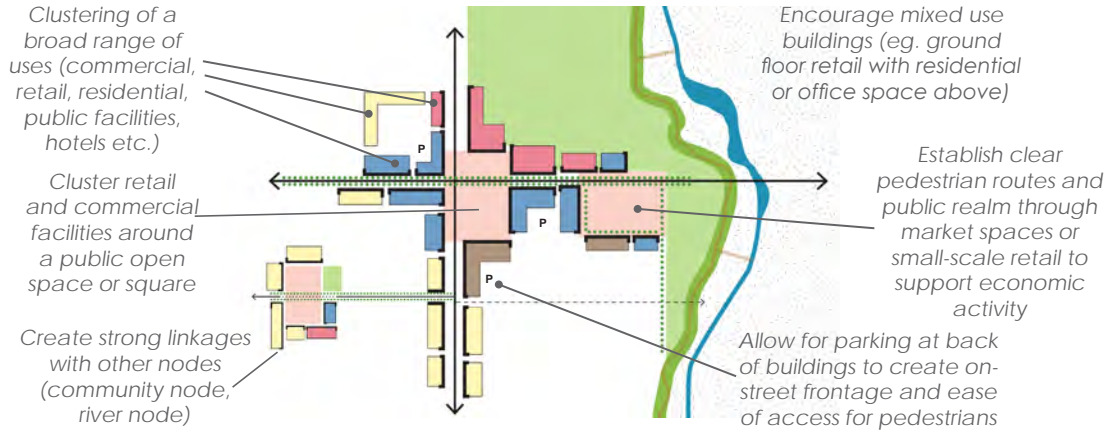 Clustering of a
broad range of
uses (commercial,
retail, residential,
public facilities,
hotels etc.)
Cluster retail
and commercial
facilities around
a public open
space or square
Create strong linkages
with other nodes
(community node,
river node)
P
P
P
Encourage mixed use
buildings (eg. ground
floor retail with residential
or office space above)
Establish clear
pedestrian routes and
public realm through
market spaces or
small-scale retail to
support economic
activity
Allow for parking at back
of buildings to create on-
street frontage and ease
of access for pedestrians